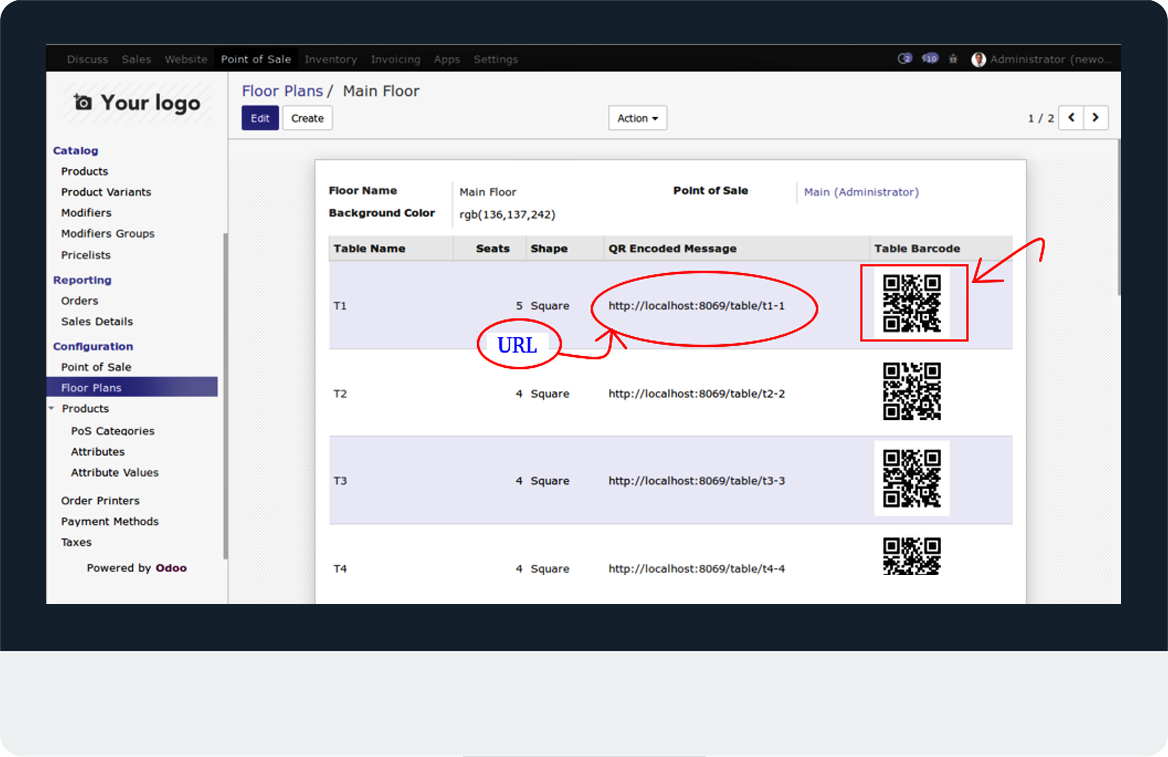 Discuss Sales Website Point of Sale Inventory Invoicing Apps Settings 2 10 Administrator (newo...
Your logo
Floor Plans / Main Floor
Edit Create Action 1 / 2
Catalog
Products
Product Variants
Modifiers
Modifiers Groups
Pricelists
Reporting
Orders
Sales Details
Configuration
Point of Sale
Floor Plans
Products
PoS Categories
Attributes
Attribute Values
Order Printers
Payment Methods
Taxes
Powered by Odoo
Floor Name Main Floor Point of Sale Main (Administrator)
Background Color rgb(136,137,242)
Table Name Seats Shape QR Encoded Message Table Barcode
T1 5 Square http://localhost:8069/table/t1-1
URL
T2 4 Square http://localhost:8069/table/t2-2
T3 4 Square http://localhost:8069/table/t3-3
T4 4 Square http://localhost:8069/table/t4-4